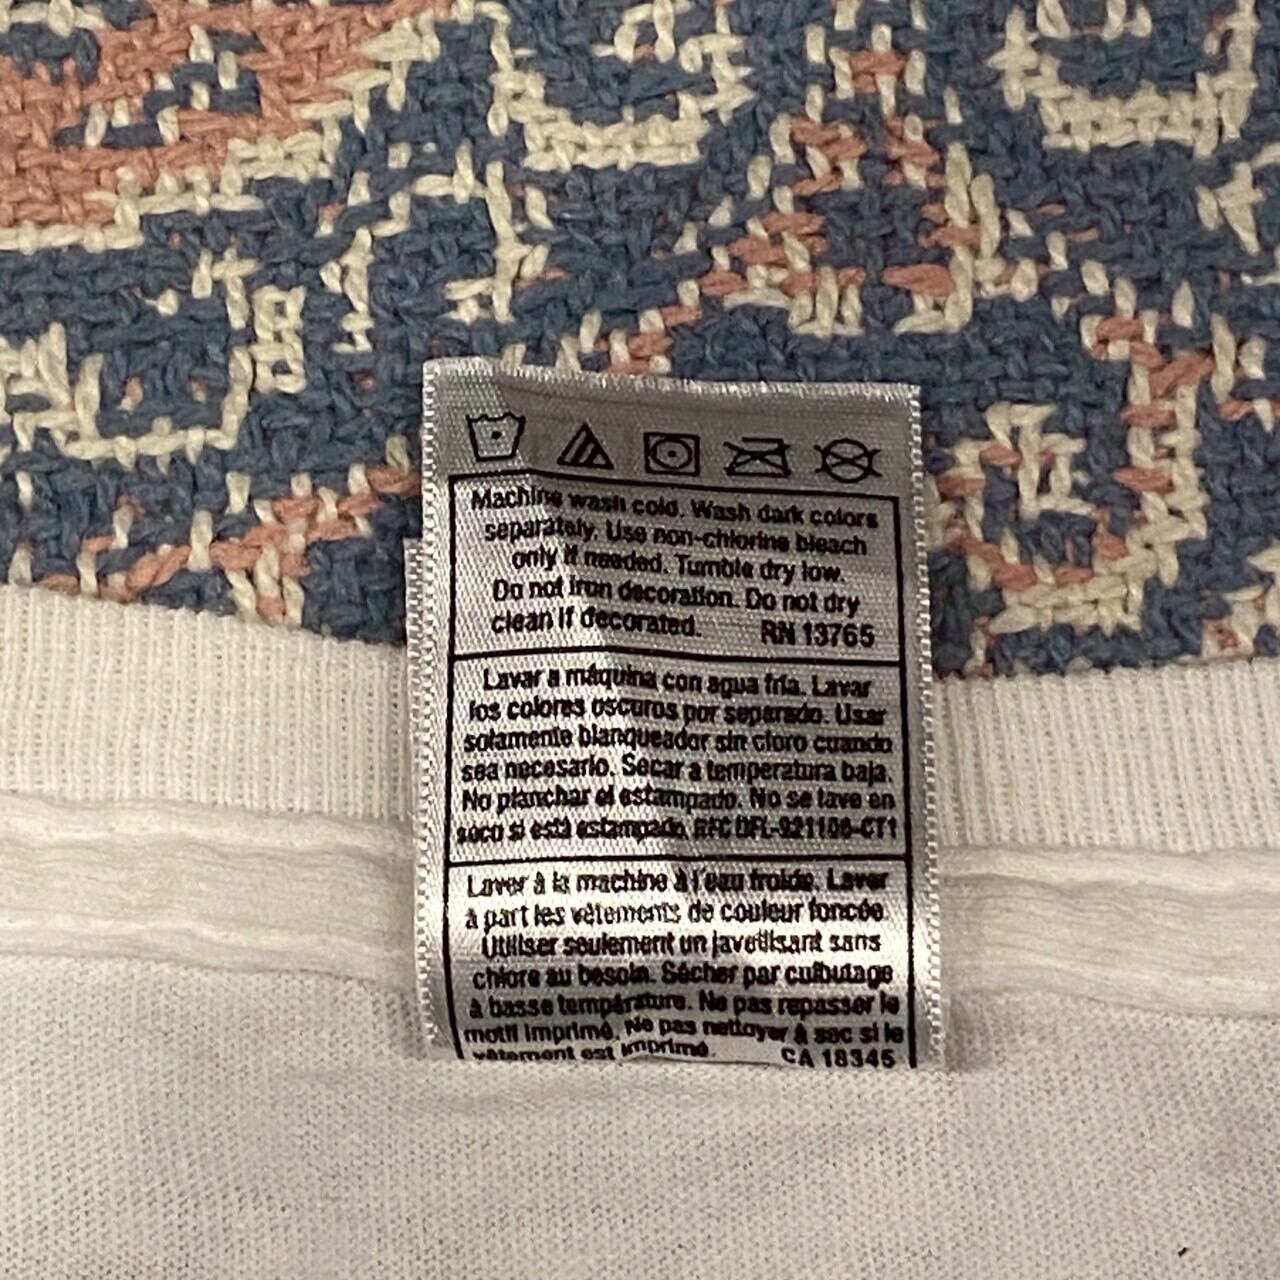 Machine wash cold. Wash dark colors
separately. Use non-chlorine bleach
only if needed. Tumble dry low.
Do not iron decoration. Do not dry
clean if decorated. RN 13765
Lavar a máquina con agua fría. Lavar
los colores oscuros por separado. Usar
solamente blanqueador sin cloro cuando
sea necesario. Secar a temperatura baja.
No planchar el estampado. No se lave en
seco si está estampado. RFC DFL-921106-CT1
Laver à la machine à l'eau froide. Laver
à part les vêtements de couleur foncée.
Utiliser seulement un javellisant sans
chlore au besoin. Sécher par culbutage
à basse température. Ne pas repasser le
motif imprimé. Ne pas nettoyer à sec si le
vêtement est imprimé. CA 18345